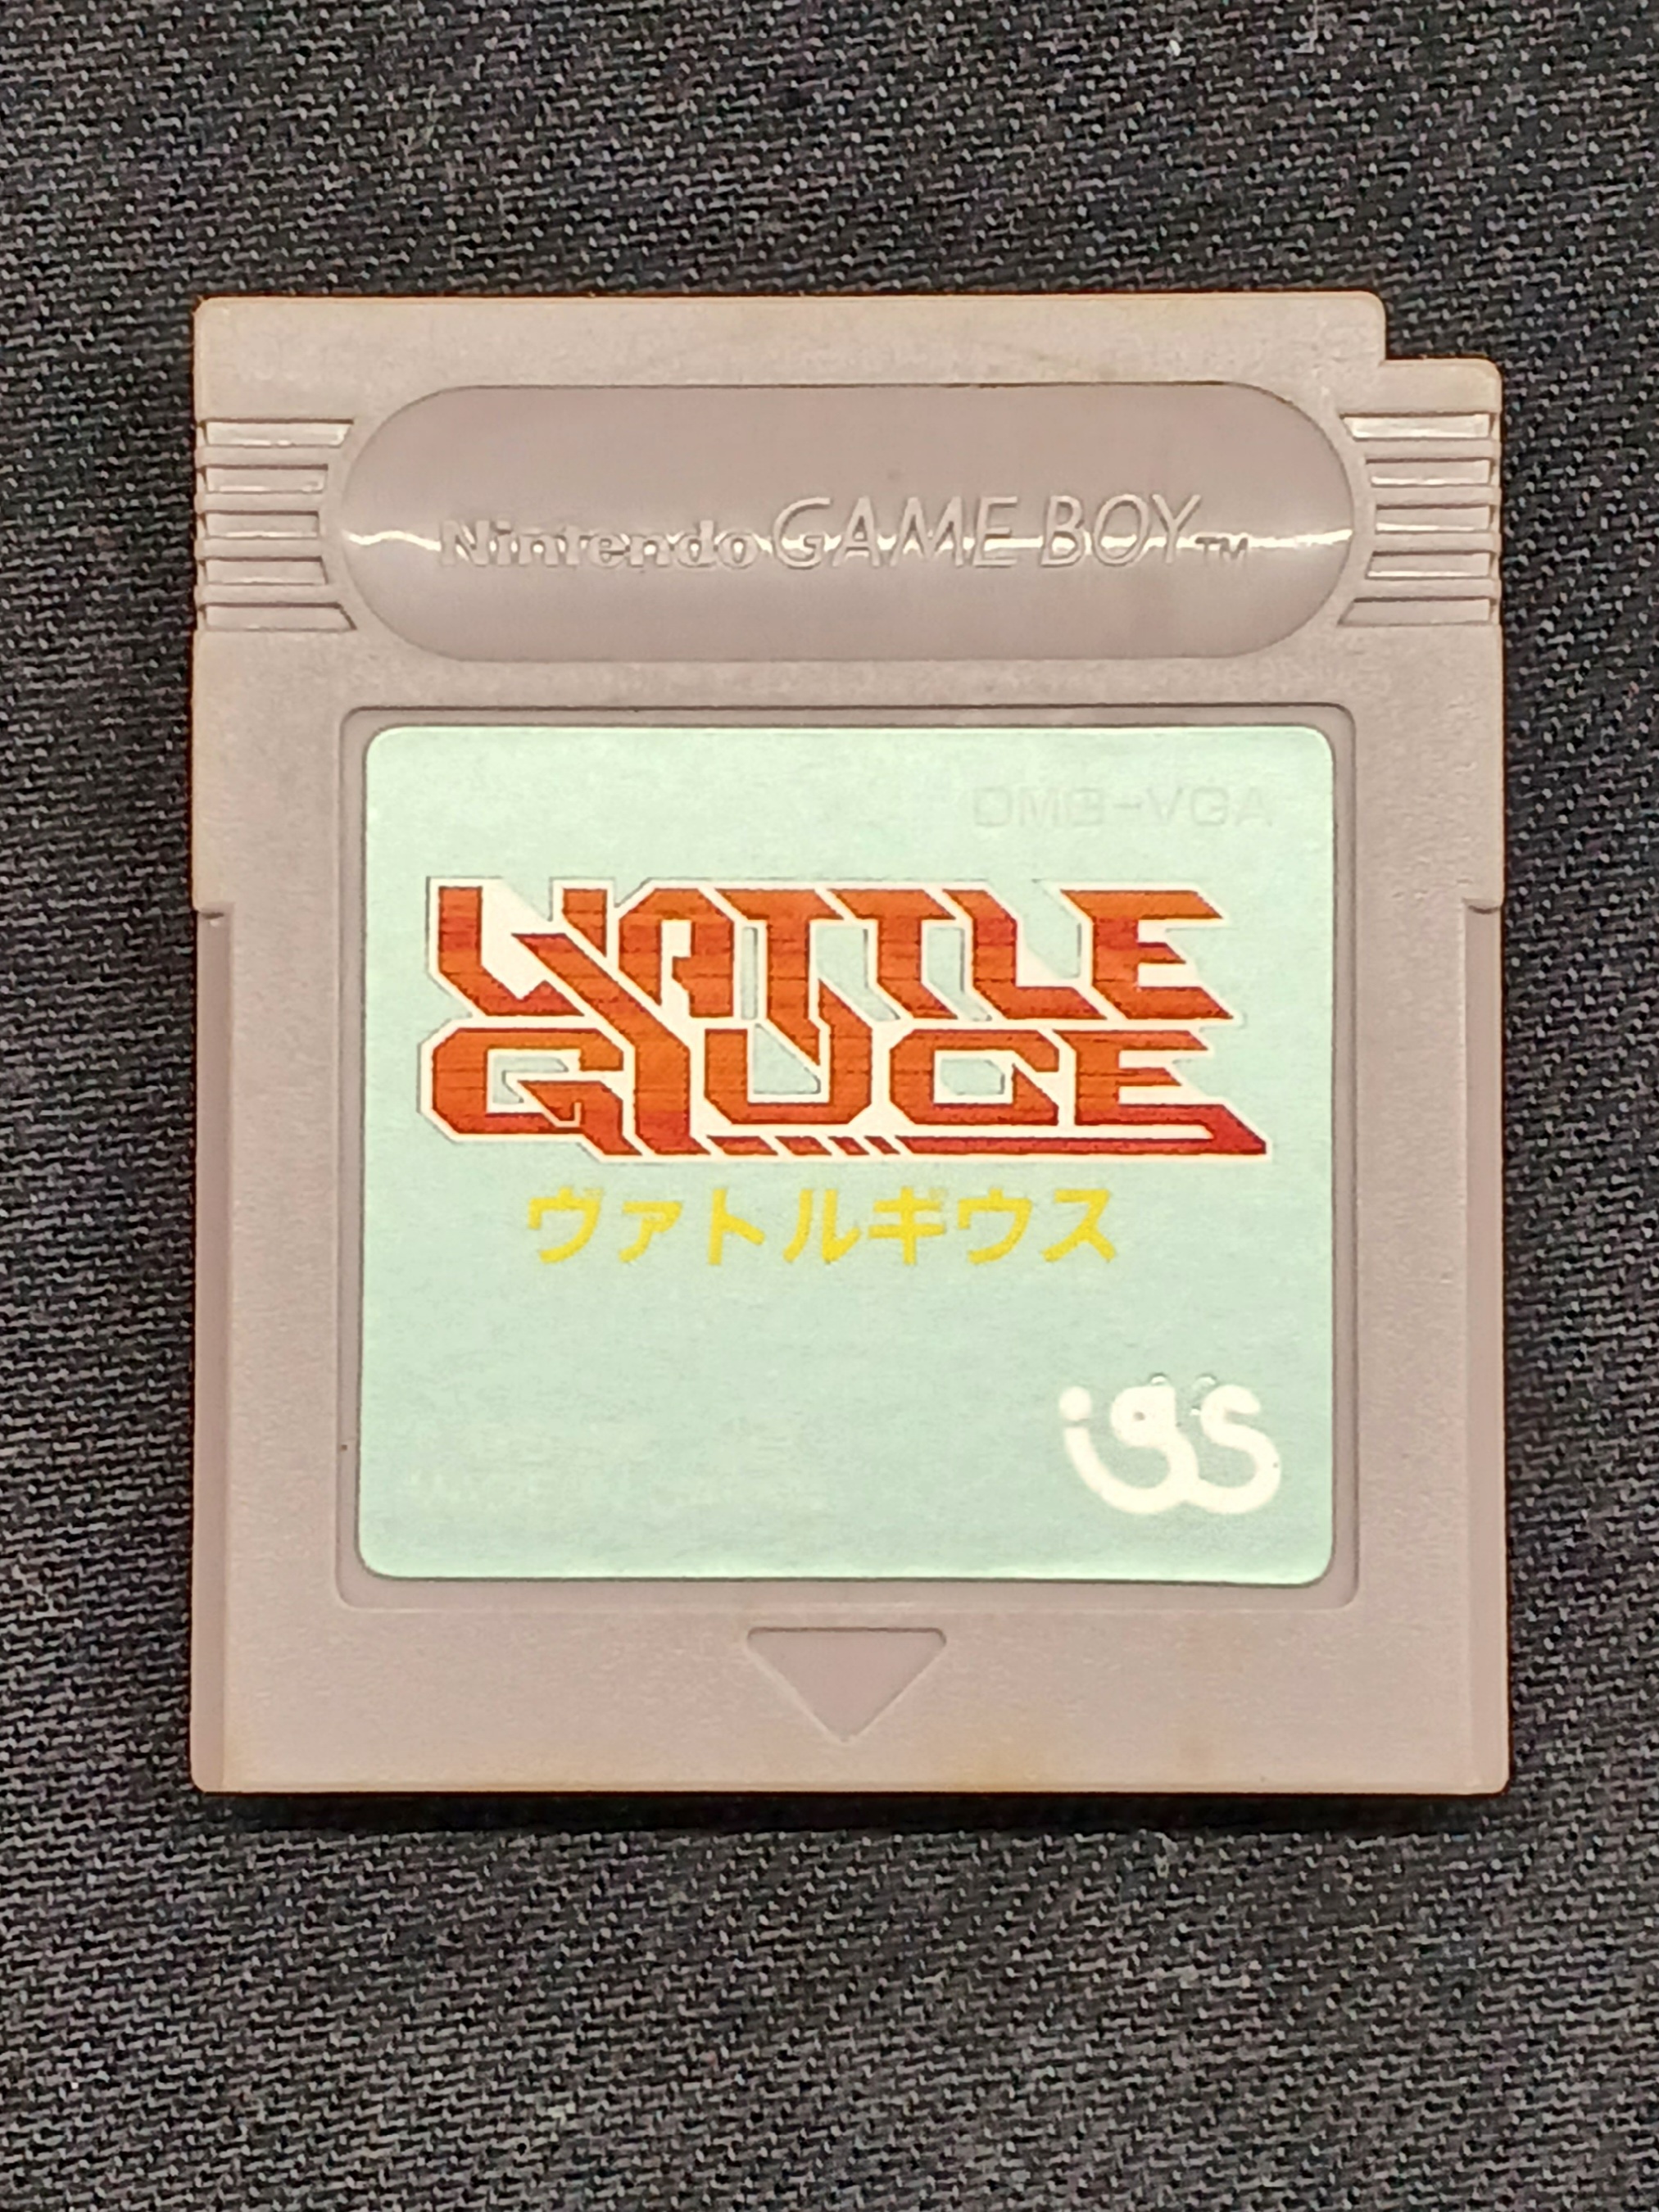 Nintendo GAME BOY™
DMG-VGA
VATTLE
GIUCE
ヴァトルギウス
igs